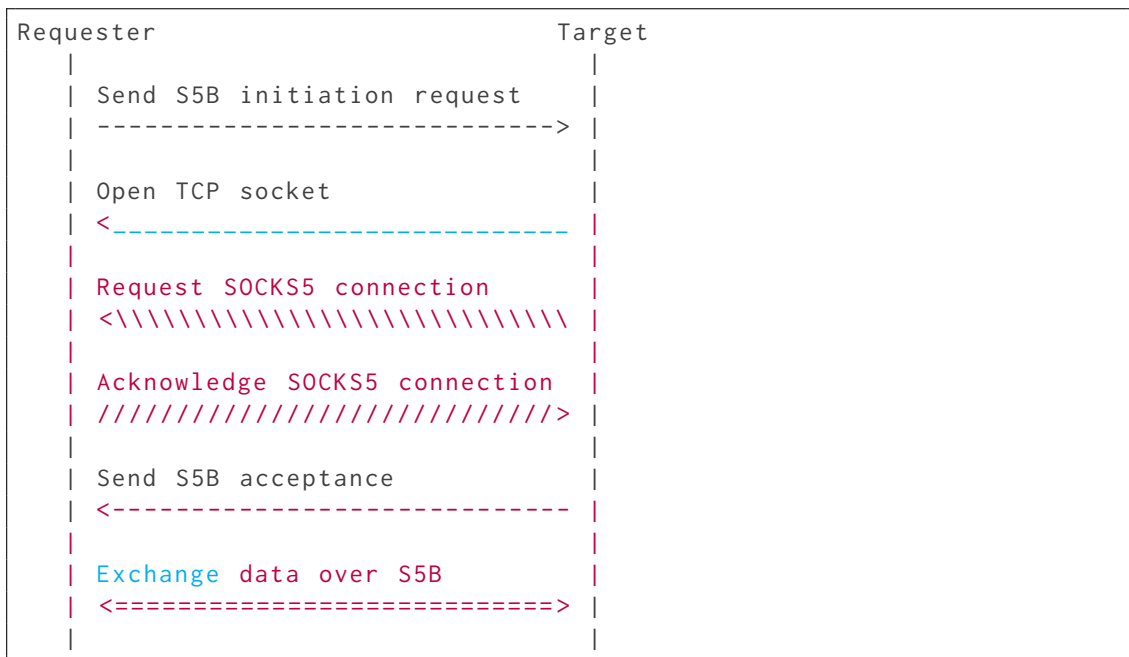 Requester                          Target
   |                                 |
   | Send S5B initiation request     |
   | -----------------------------> |
   |                                 |
   | Open TCP socket                 |
   | <_____________________________ |
   |                                 |
   | Request SOCKS5 connection       |
   | <\\\\\\\\\\\\\\\\\\\\\\\\\\\\\ |
   |                                 |
   | Acknowledge SOCKS5 connection   |
   | /////////////////////////////> |
   |                                 |
   | Send S5B acceptance             |
   | <----------------------------- |
   |                                 |
   | Exchange data over S5B          |
   | <============================> |
   |                                 |